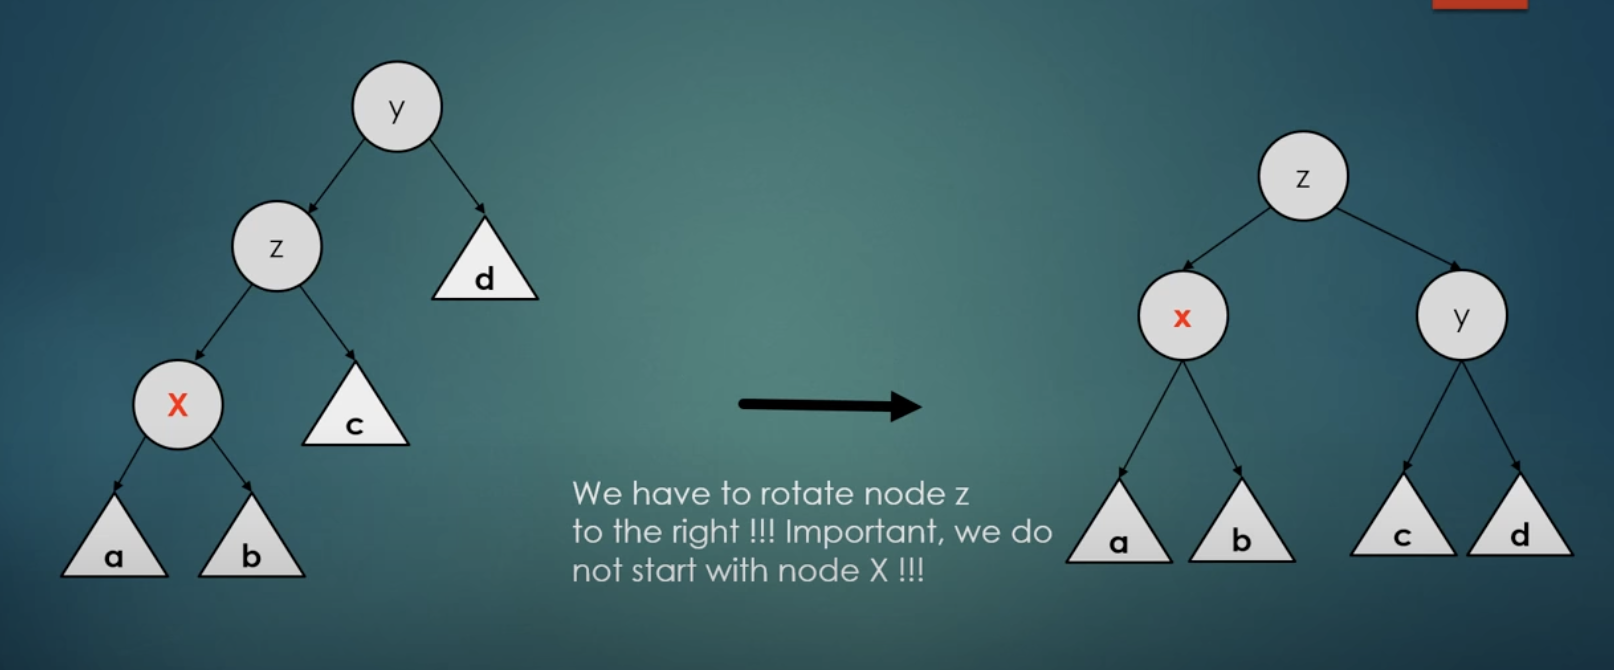 y
z
d
X
c
a
b
We have to rotate node z
to the right !!! Important, we do
not start with node X !!!
z
x
y
a
b
c
d